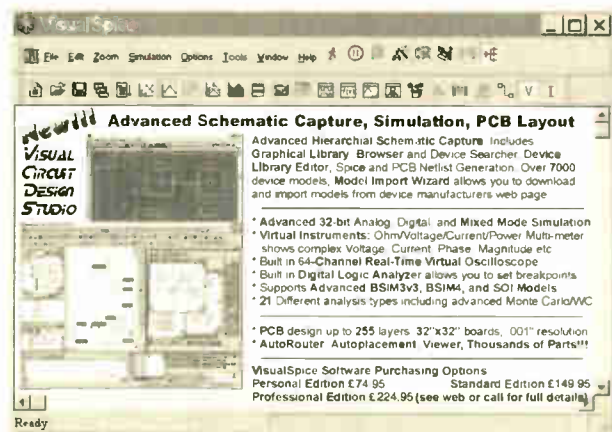 Visual Spice
File Edit Zoom Simulation Options Tools Window Help
V I
New!!!
VISUAL
CIRCUIT
DESIGN
STUDIO
Advanced Schematic Capture, Simulation, PCB Layout
Advanced Hierarchial Schematic Capture. Includes
Graphical Library Browser and Device Searcher, Device
Library Editor, Spice and PCB Netlist Generation. Over 7000
device models, Model Import Wizard allows you to download
and import models from device manufacturers web page
* Advanced 32-bit Analog, Digital and Mixed Mode Simulation
* Virtual Instruments: Ohm/Voltage/Current/Power Multi-meter
shows complex Voltage, Current, Phase, Magnitude etc
* Built in 64-Channel Real-Time Virtual Oscilloscope
* Built in Digital Logic Analyzer allows you to set breakpoints
* Supports Advanced BSIM3v3, BSIM4, and SOI Models
* 21 Different analysis types including advanced Monte Carlo/WC
* PCB design up to 255 layers, 32"x32" boards, .001" resolution
* AutoRouter, Autoplacement, Viewer, Thousands of Parts!!!
VisualSpice Software Purchasing Options
Personal Edition £74.95 Standard Edition £149.95
Professional Edition £224.95 (see web or call for full details)
Ready